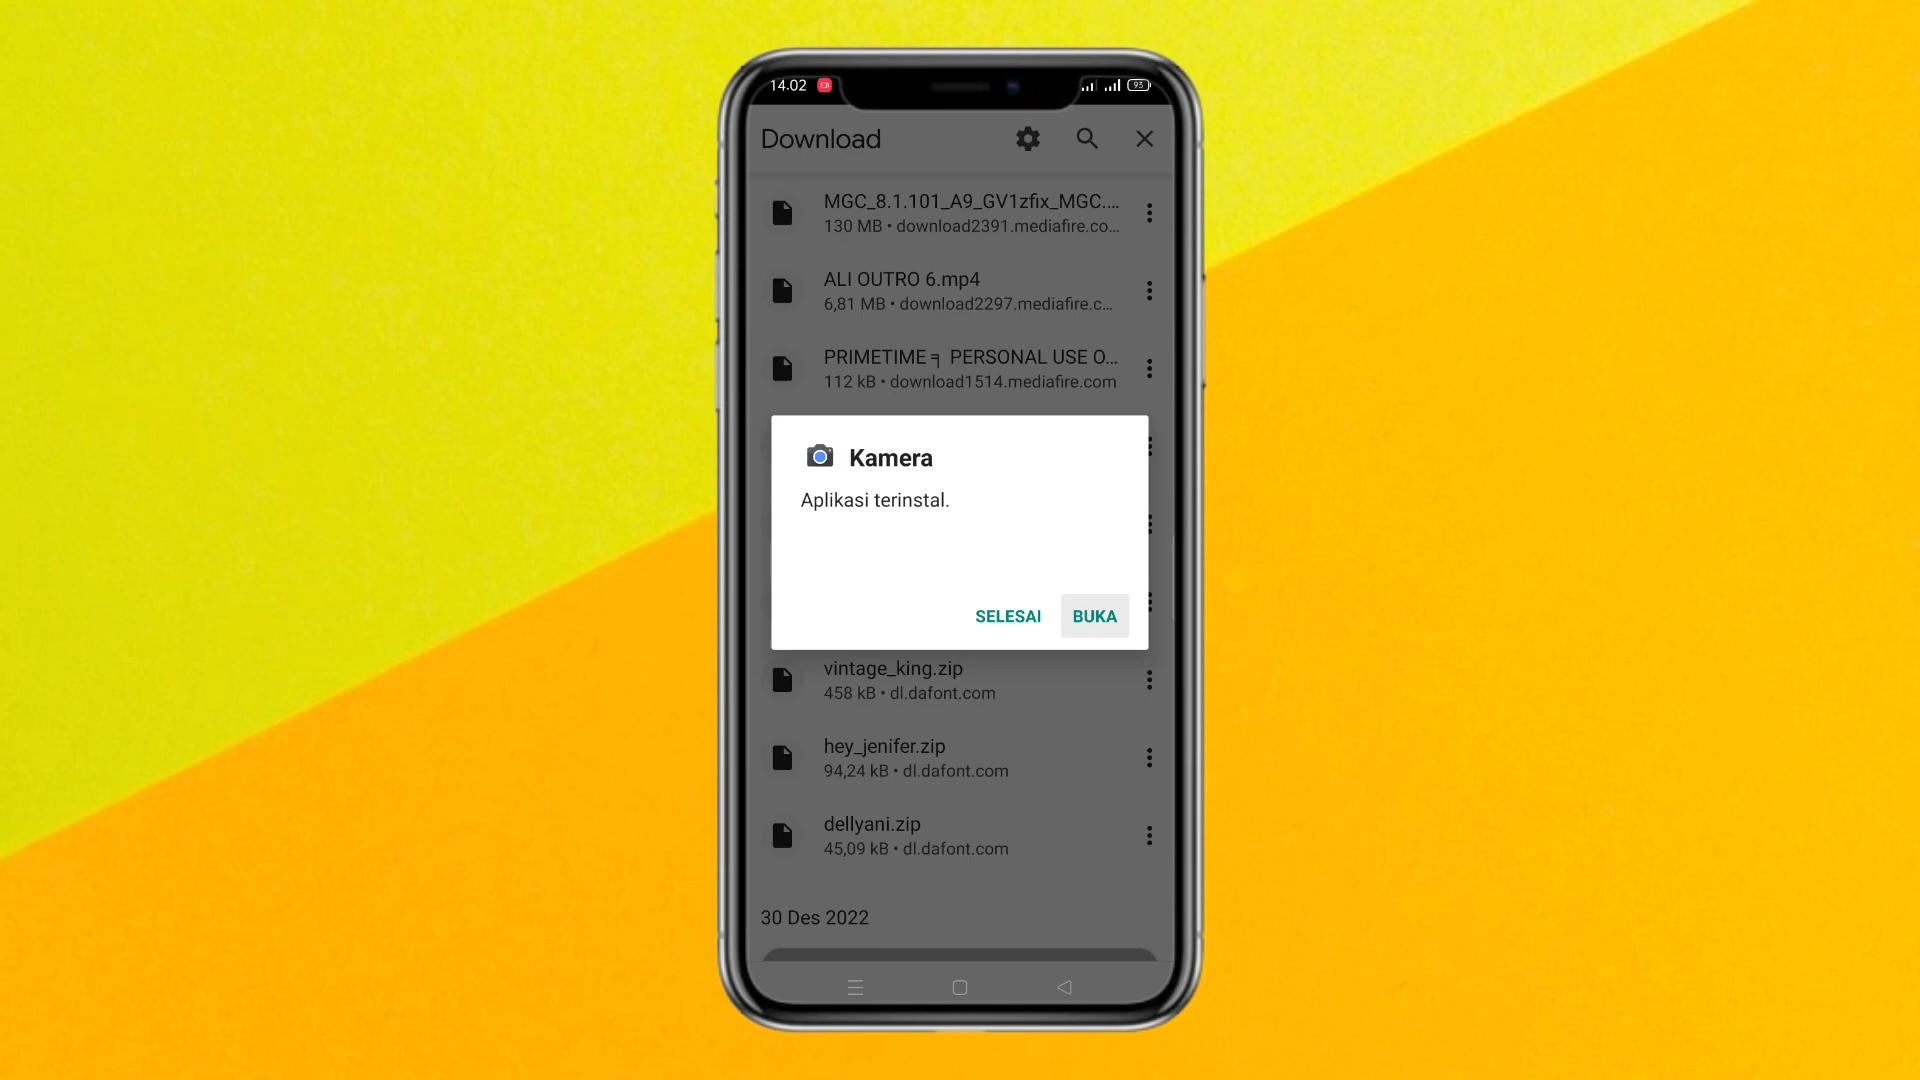 14.02
93
Download
MGC_8.1.101_A9_GV1zfix_MGC....
130 MB • download2391.mediafire.co...
ALI OUTRO 6.mp4
6,81 MB • download2297.mediafire.c...
PRIMETIME╕ PERSONAL USE O...
112 kB • download1514.mediafire.com
Kamera
Aplikasi terinstal.
SELESAI BUKA
vintage_king.zip
458 kB • dl.dafont.com
hey_jenifer.zip
94,24 kB • dl.dafont.com
dellyani.zip
45,09 kB • dl.dafont.com
30 Des 2022